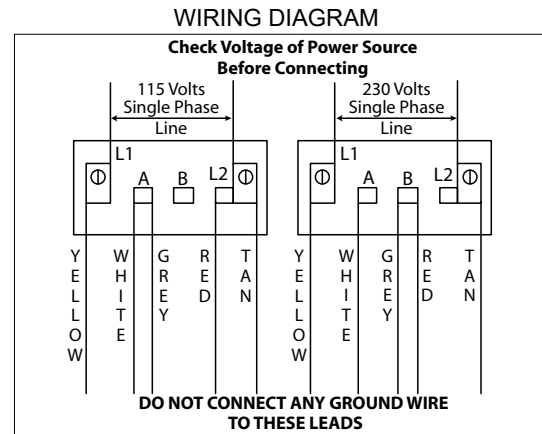 WIRING DIAGRAM
Check Voltage of Power Source
Before Connecting
115 Volts
Single Phase
Line
L1
A
B
L2
YELLOW
WHITE
GREY
RED
TAN
230 Volts
Single Phase
Line
L1
A
B
L2
YELLOW
WHITE
GREY
RED
TAN
DO NOT CONNECT ANY GROUND WIRE
TO THESE LEADS